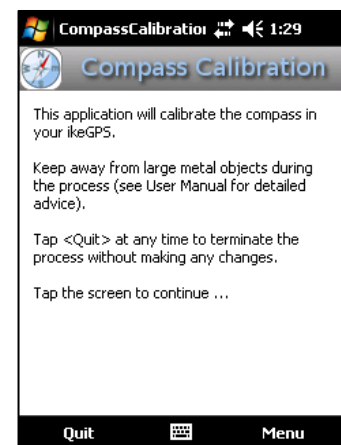 CompassCalibration 1:29
Compass Calibration
This application will calibrate the compass in
your ikeGPS.
Keep away from large metal objects during
the process (see User Manual for detailed
advice).
Tap <Quit> at any time to terminate the
process without making any changes.
Tap the screen to continue ...
Quit Menu